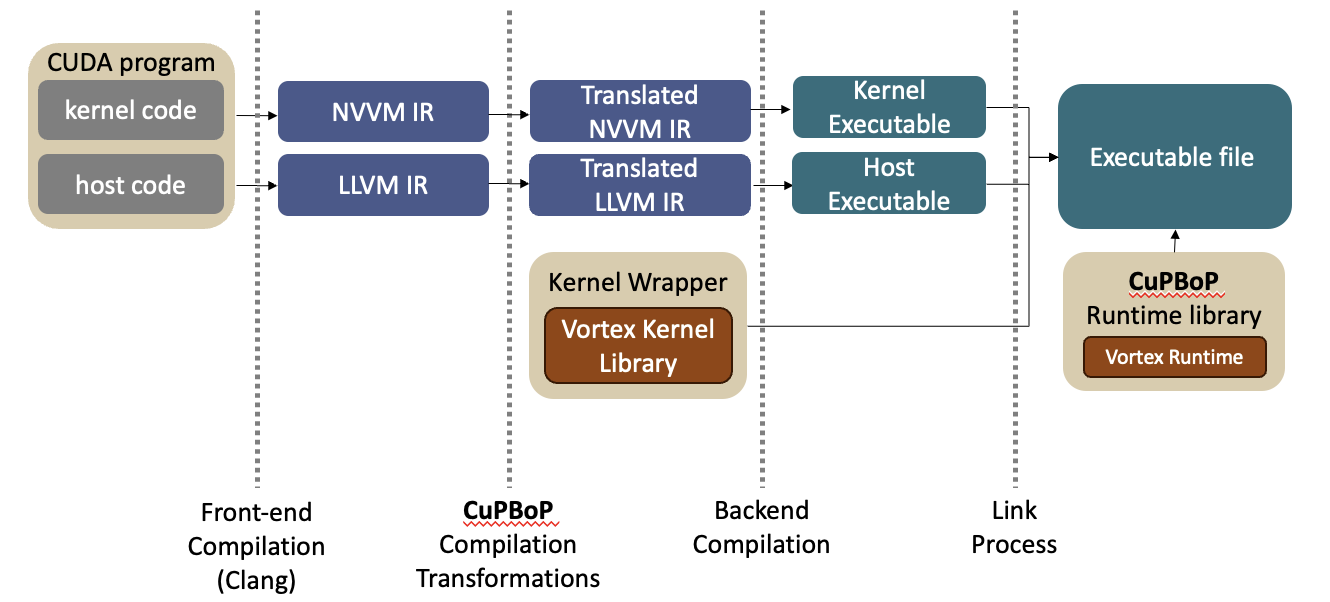 CUDA program
kernel code
host code
NVVM IR
LLVM IR
Translated
NVVM IR
Translated
LLVM IR
Kernel
Executable
Host
Executable
Executable file
Kernel Wrapper
Vortex Kernel
Library
CuPBoP
Runtime library
Vortex Runtime
Front-end
Compilation
(Clang)
CuPBoP
Compilation
Transformations
Backend
Compilation
Link
Process